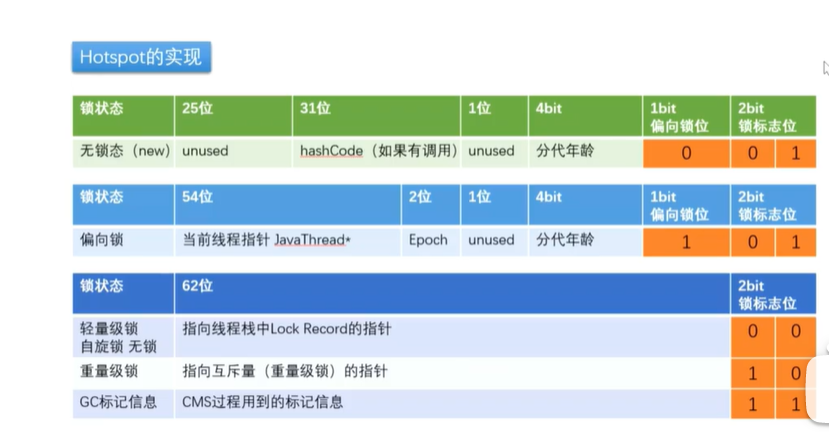 Hotspot的实现
锁状态 25位 31位 1位 4bit 1bit 2bit
偏向锁位 锁标志位
无锁态（new） unused hashCode（如果有调用） unused 分代年龄 0 0 1
锁状态 54位 2位 1位 4bit 1bit 2bit
偏向锁位 锁标志位
偏向锁 当前线程指针 JavaThread* Epoch unused 分代年龄 1 0 1
锁状态 62位 2bit
锁标志位
轻量级锁 指向线程栈中Lock Record的指针 0 0
自旋锁 无锁
重量级锁 指向互斥量（重量级锁）的指针 1 0
GC标记信息 CMS过程用到的标记信息 1 1